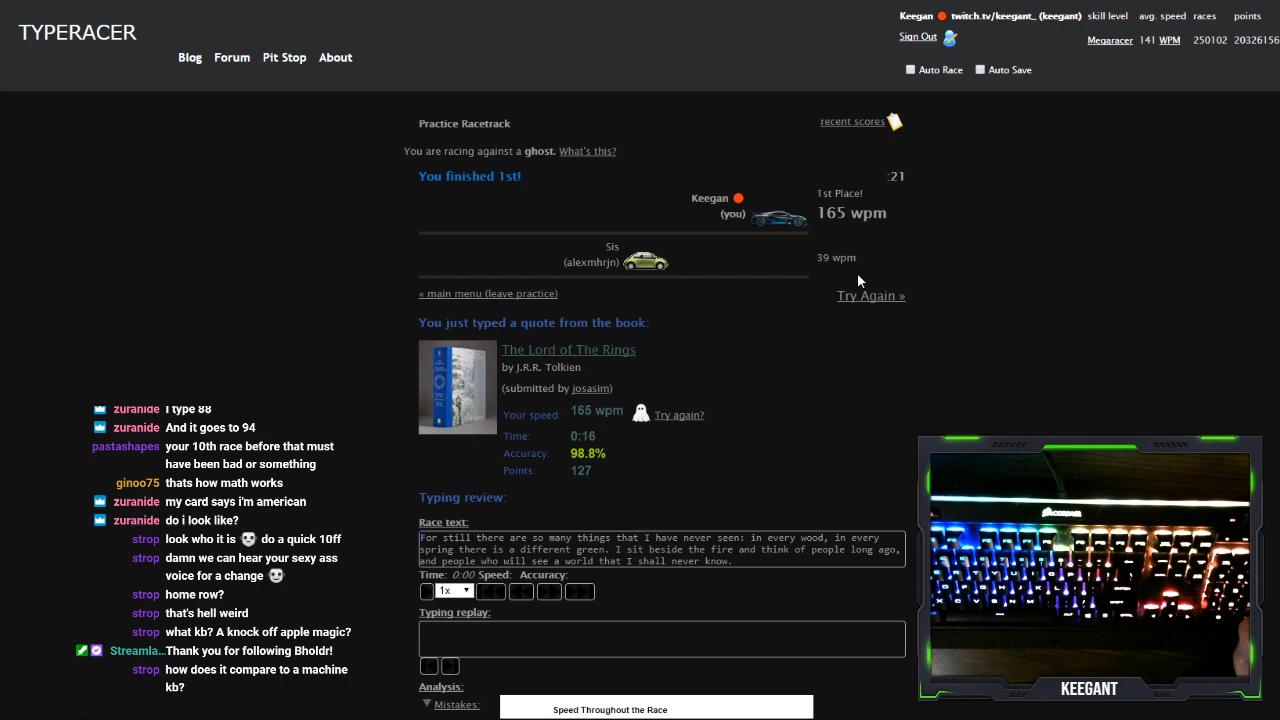 TYPERACER
Blog Forum Pit Stop About
Keegan twitch.tv/keegant_ (keegant) skill level avg. speed races points
Sign Out Megaracer 141 WPM 250102 20326156
Auto Race Auto Save
Practice Racetrack
recent scores
You are racing against a ghost. What's this?
You finished 1st!
:21
Keegan
(you)
1st Place!
165 wpm
Sis
(alexmhrjn)
39 wpm
« main menu (leave practice)
Try Again »
You just typed a quote from the book:
The Lord of The Rings
by J.R.R. Tolkien
(submitted by josasim)
Your speed: 165 wpm Try again?
Time: 0:16
Accuracy: 98.8%
Points: 127
Typing review:
Race text:
For still there are so many things that I have never seen: in every wood, in every
spring there is a different green. I sit beside the fire and think of people long ago,
and people who will see a world that I shall never know.
Time: 0:00 Speed: Accuracy:
1x
Typing replay:
Analysis:
Mistakes:
Speed Throughout the Race
zuranide I type 88
zuranide And it goes to 94
pastashapes your 10th race before that must
have been bad or something
ginoo75 thats how math works
zuranide my card says i'm american
zuranide do i look like?
strop look who it is do a quick 10ff
strop damn we can hear your sexy ass
voice for a change
strop home row?
strop that's hell weird
strop what kb? A knock off apple magic?
Streamla... Thank you for following Bholdr!
strop how does it compare to a machine
kb?
CORSAIR
KEEGANT